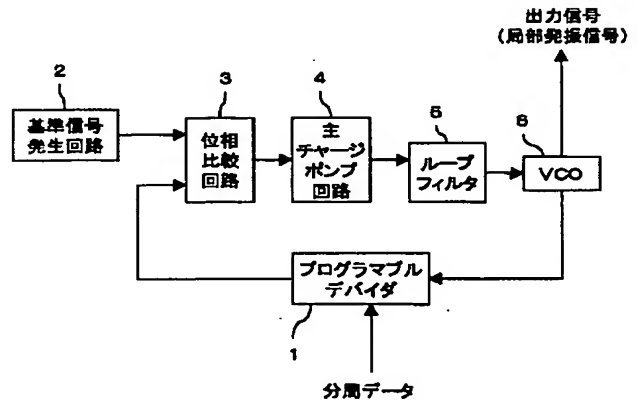 出力信号
(局部発振信号)
2
基準信号
発生回路
3
位相
比較
回路
4
主
チャージ
ポンプ
回路
5
ループ
フィルタ
6
VCO
プログラマブル
デバイダ
1
分周データ